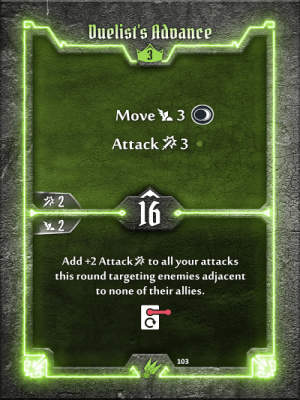 Duelist's Advance
3
Move 3
Attack 3
2
16
2
Add +2 Attack to all your attacks
this round targeting enemies adjacent
to none of their allies.
103